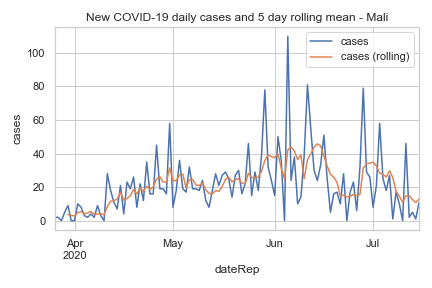 New COVID-19 daily cases and 5 day rolling mean - Mali
cases
cases (rolling)
100
80
60
40
20
0
cases
Apr
2020
May
Jun
Jul
dateRep